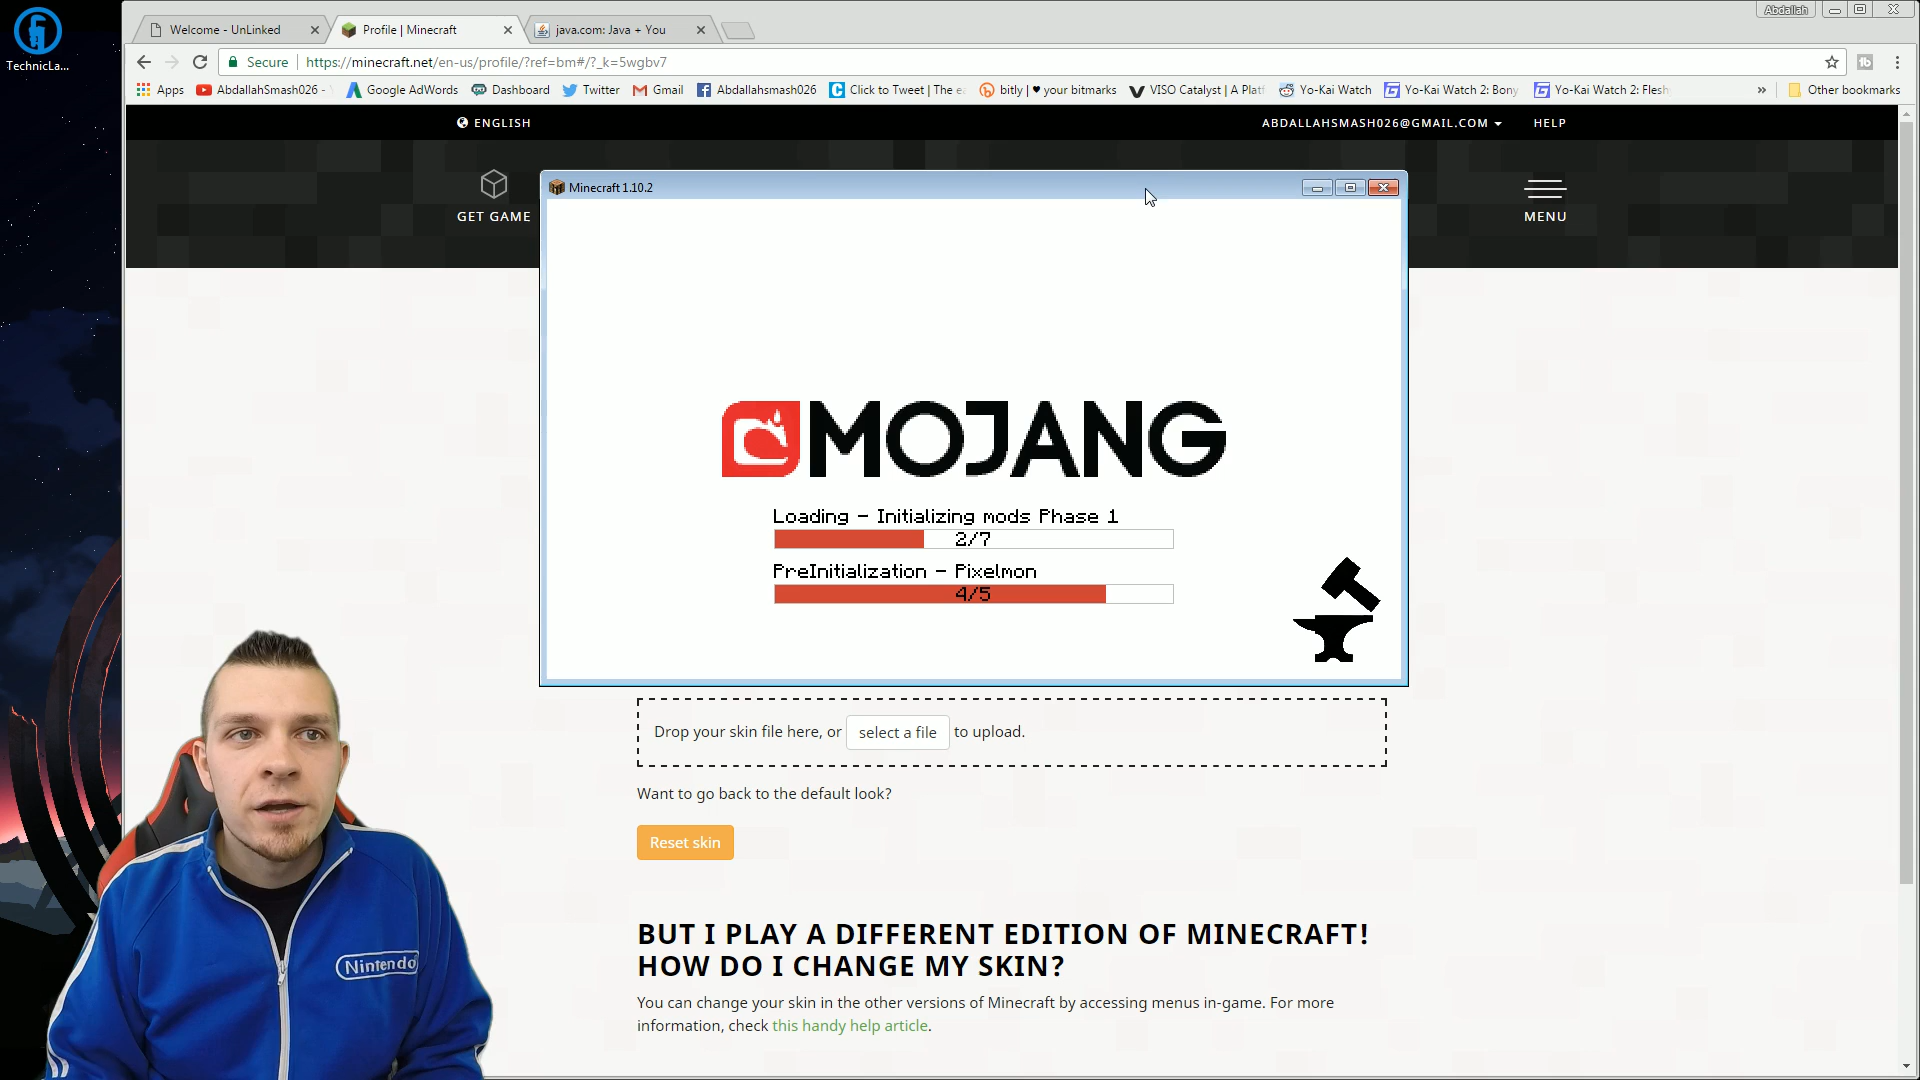 TechnicLa...
Welcome - UnLinked
Profile | Minecraft
java.com: Java + You
Abdallah
Secure
https://minecraft.net/en-us/profile/?ref=bm#/?_k=5wgbv7
Apps
AbdallahSmash026 -
Google AdWords
Dashboard
Twitter
Gmail
Abdallahsmash026
Click to Tweet | The e
bitly | ♥ your bitmarks
VISO Catalyst | A Platf
Yo-Kai Watch
Yo-Kai Watch 2: Bony
Yo-Kai Watch 2: Flesh
»
Other bookmarks
ENGLISH
ABDALLAHSMASH026@GMAIL.COM
HELP
GET GAME
MENU
Minecraft 1.10.2
MOJANG
Loading - Initializing mods Phase 1
2/7
PreInitialization - Pixelmon
4/5
Drop your skin file here, or select a file to upload.
Want to go back to the default look?
Reset skin
BUT I PLAY A DIFFERENT EDITION OF MINECRAFT!
HOW DO I CHANGE MY SKIN?
You can change your skin in the other versions of Minecraft by accessing menus in-game. For more
information, check this handy help article.
Nintendo